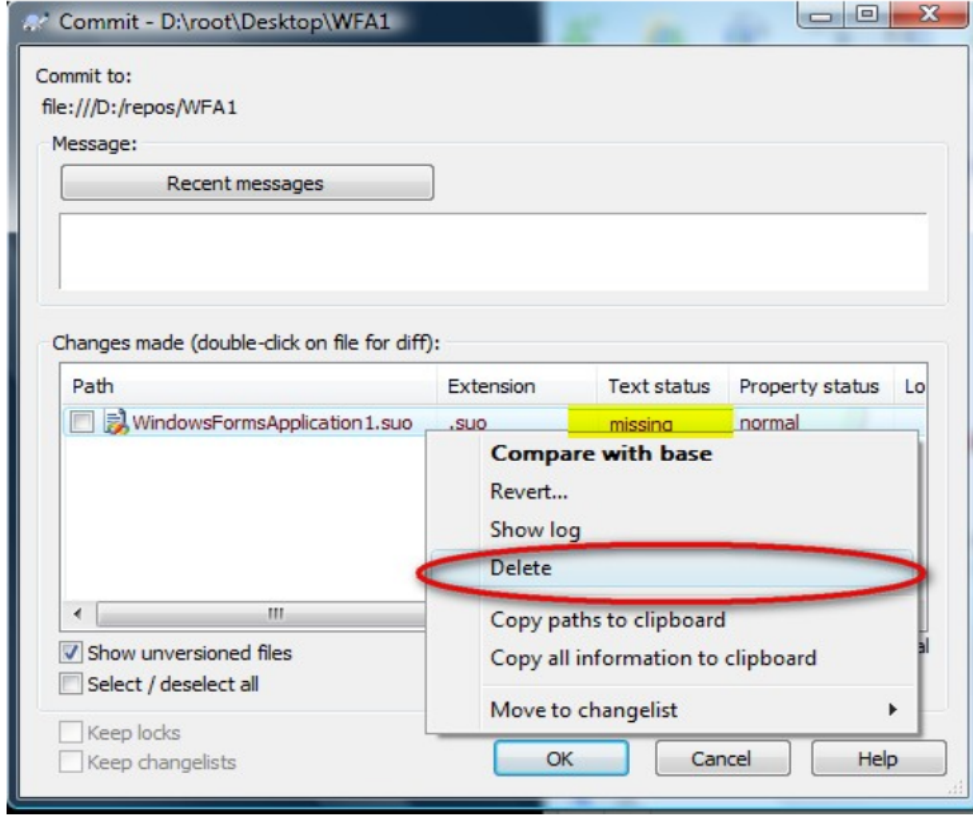 Commit - D:\root\Desktop\WFA1
Commit to:
file:///D:/repos/WFA1
Message:
Recent messages
Changes made (double-click on file for diff):
Path Extension Text status Property status Lo
WindowsFormsApplication1.suo .suo missing normal
Compare with base
Revert...
Show log
Delete
Copy paths to clipboard
Copy all information to clipboard
Move to changelist
Show unversioned files
Select / deselect all
Keep locks
Keep changelists
OK Cancel Help